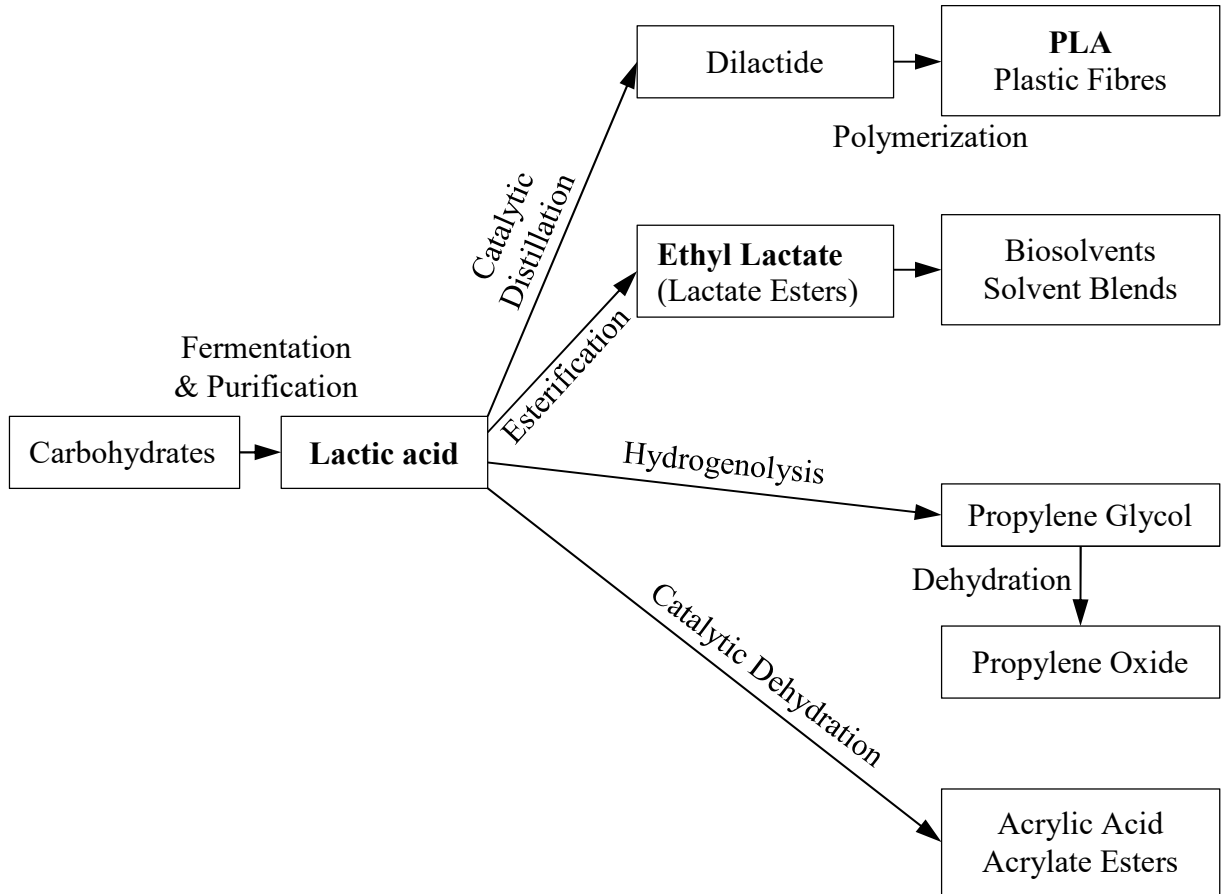 Dilactide
PLA
Plastic Fibres
Polymerization
Catalytic
Distillation
Ethyl Lactate
(Lactate Esters)
Biosolvents
Solvent Blends
Esterification
Fermentation
& Purification
Carbohydrates
Lactic acid
Hydrogenolysis
Propylene Glycol
Dehydration
Propylene Oxide
Catalytic Dehydration
Acrylic Acid
Acrylate Esters